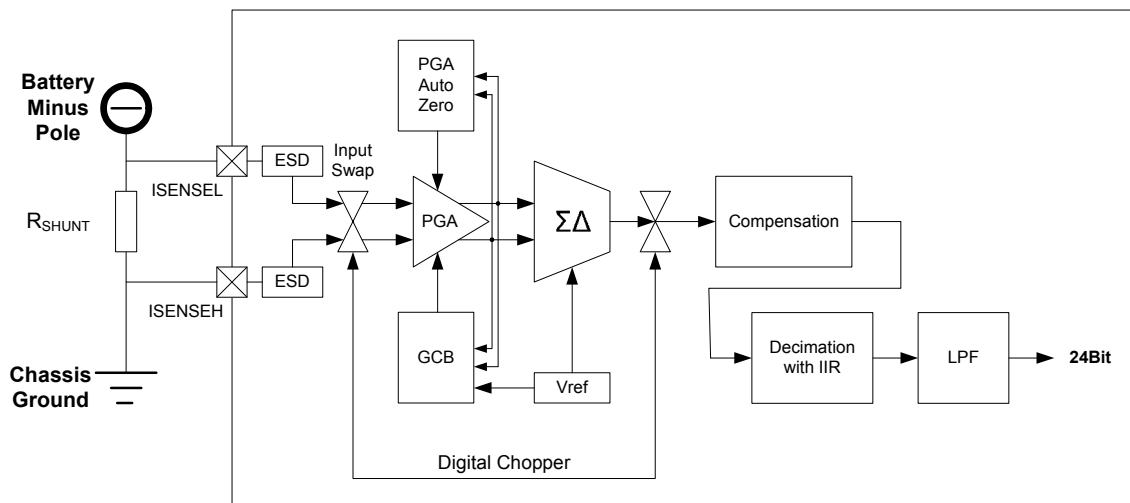 Battery
Minus
Pole
ISENSEL
RSHUNT
ISENSEH
Chassis
Ground
ESD
ESD
Input
Swap
PGA
Auto
Zero
PGA
GCB
ΣΔ
Vref
Digital Chopper
Compensation
Decimation
with IIR
LPF
24Bit